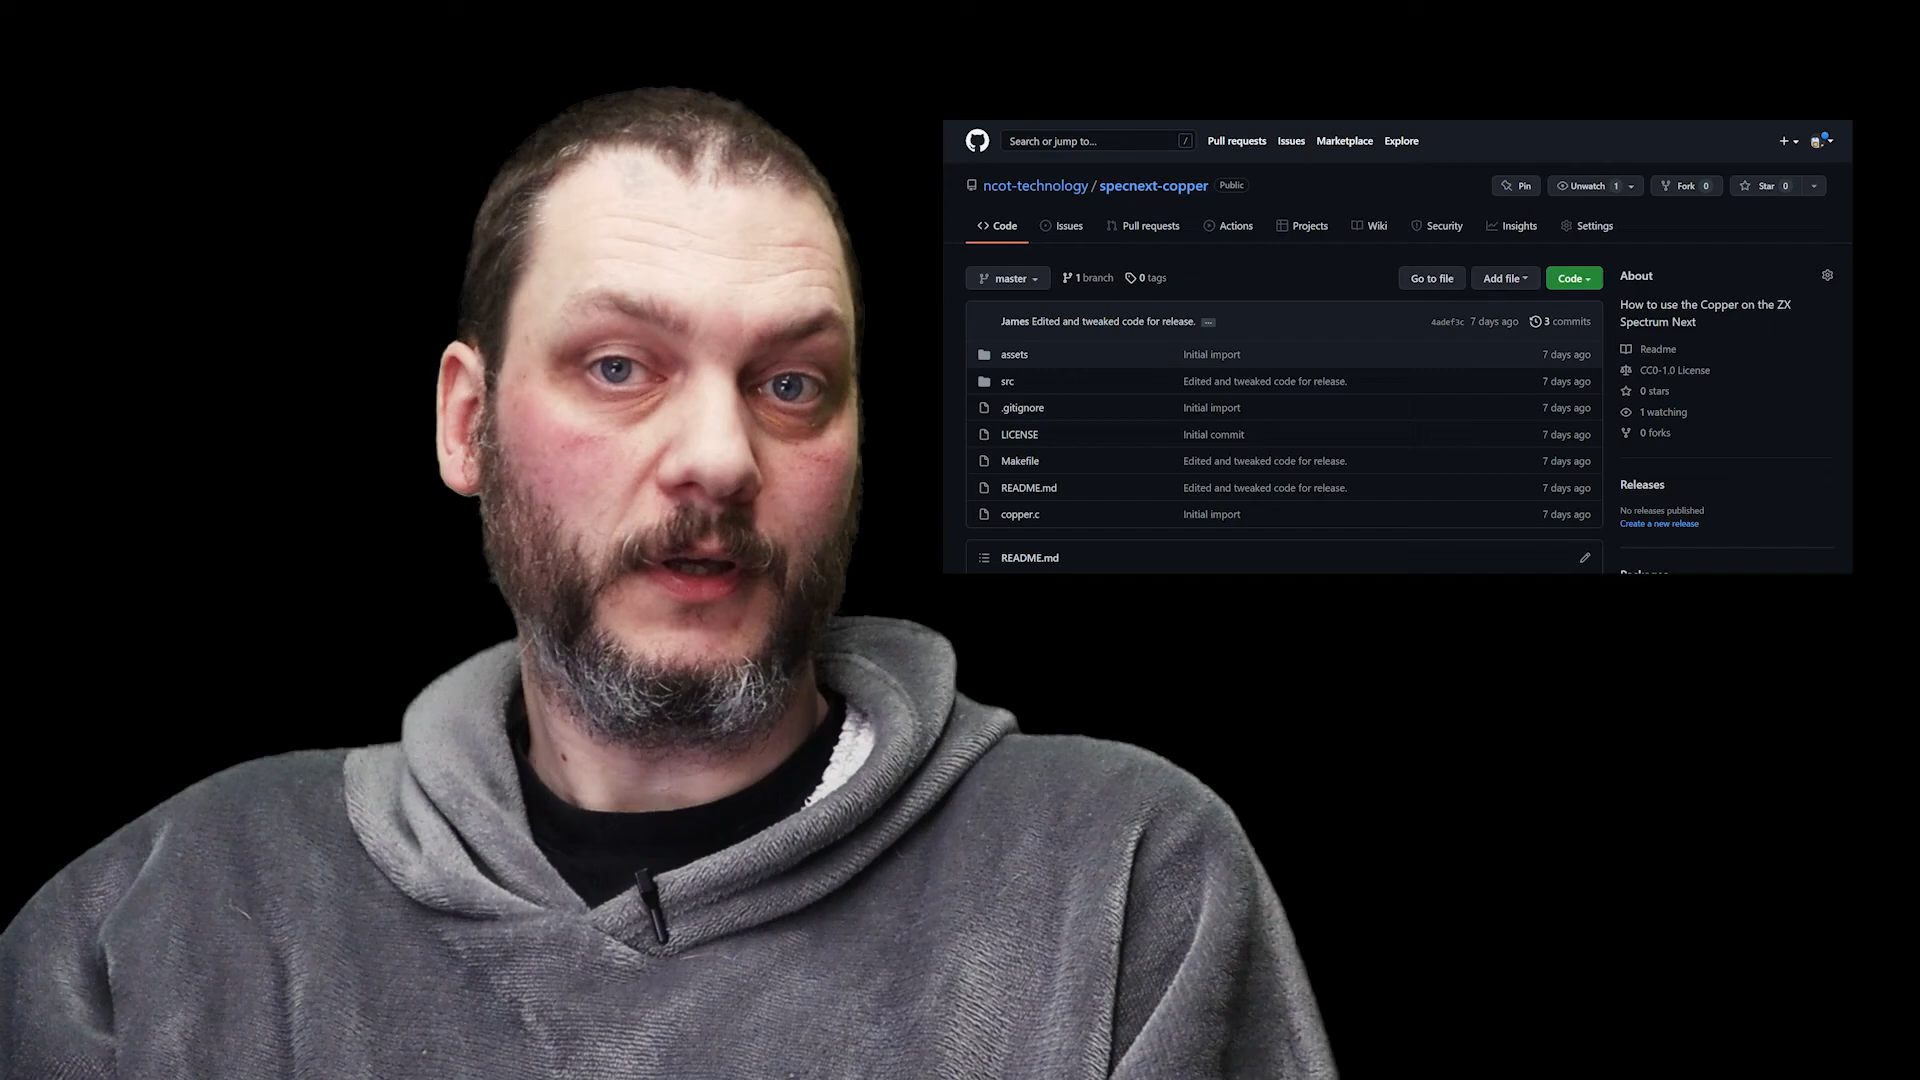 Search or jump to... / Pull requests Issues Marketplace Explore
ncot-technology / specnext-copper Public Pin Unwatch 1 Fork 0 Star 0
Code Issues Pull requests Actions Projects Wiki Security Insights Settings
master 1 branch 0 tags Go to file Add file Code
James Edited and tweaked code for release. ... 4adef3c 7 days ago 3 commits
assets Initial import 7 days ago
src Edited and tweaked code for release. 7 days ago
.gitignore Initial import 7 days ago
LICENSE Initial commit 7 days ago
Makefile Edited and tweaked code for release. 7 days ago
README.md Edited and tweaked code for release. 7 days ago
copper.c Initial import 7 days ago
README.md
About
How to use the Copper on the ZX
Spectrum Next
Readme
CC0-1.0 License
0 stars
1 watching
0 forks
Releases
No releases published
Create a new release